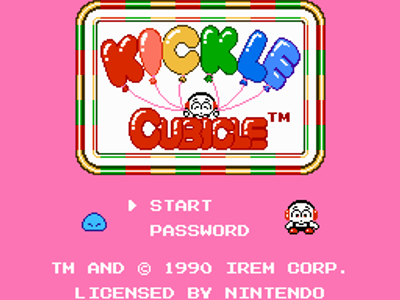 KICKLE
CUBICLE™
START
PASSWORD
TM AND © 1990 IREM CORP.
LICENSED BY NINTENDO